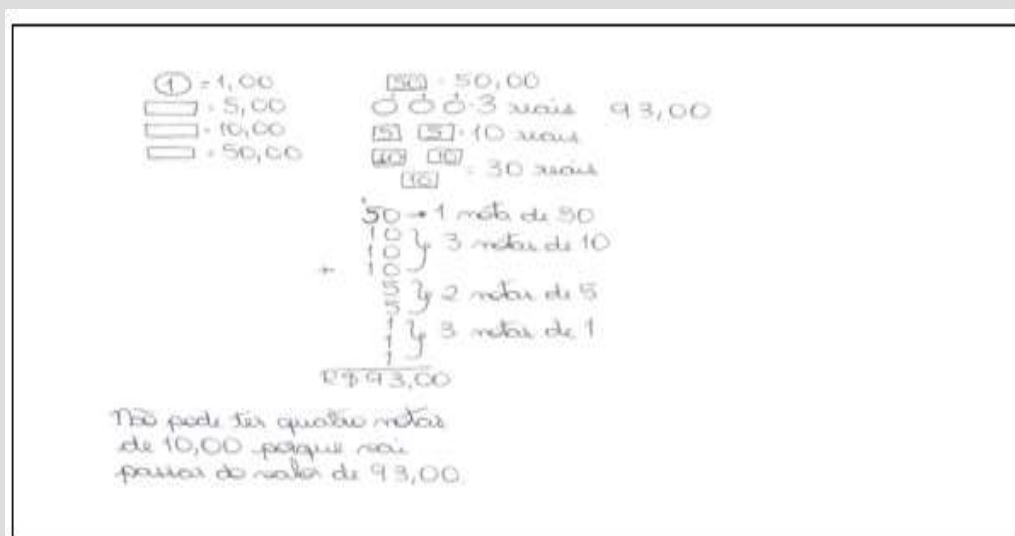 1 = 1,00
= 5,00
= 10,00
= 50,00
50 = 50,00
3 reais 93,00
5 5 = 10 reais
10 10
10 = 30 reais
50 → 1 nota de 50
10
10 3 notas de 10
+ 10
5
5 2 notas de 5
1
1 3 notas de 1
1
R$ 93,00
Não pode ter quatro notas
de 10,00 porque vai
passar do valor de 93,00.